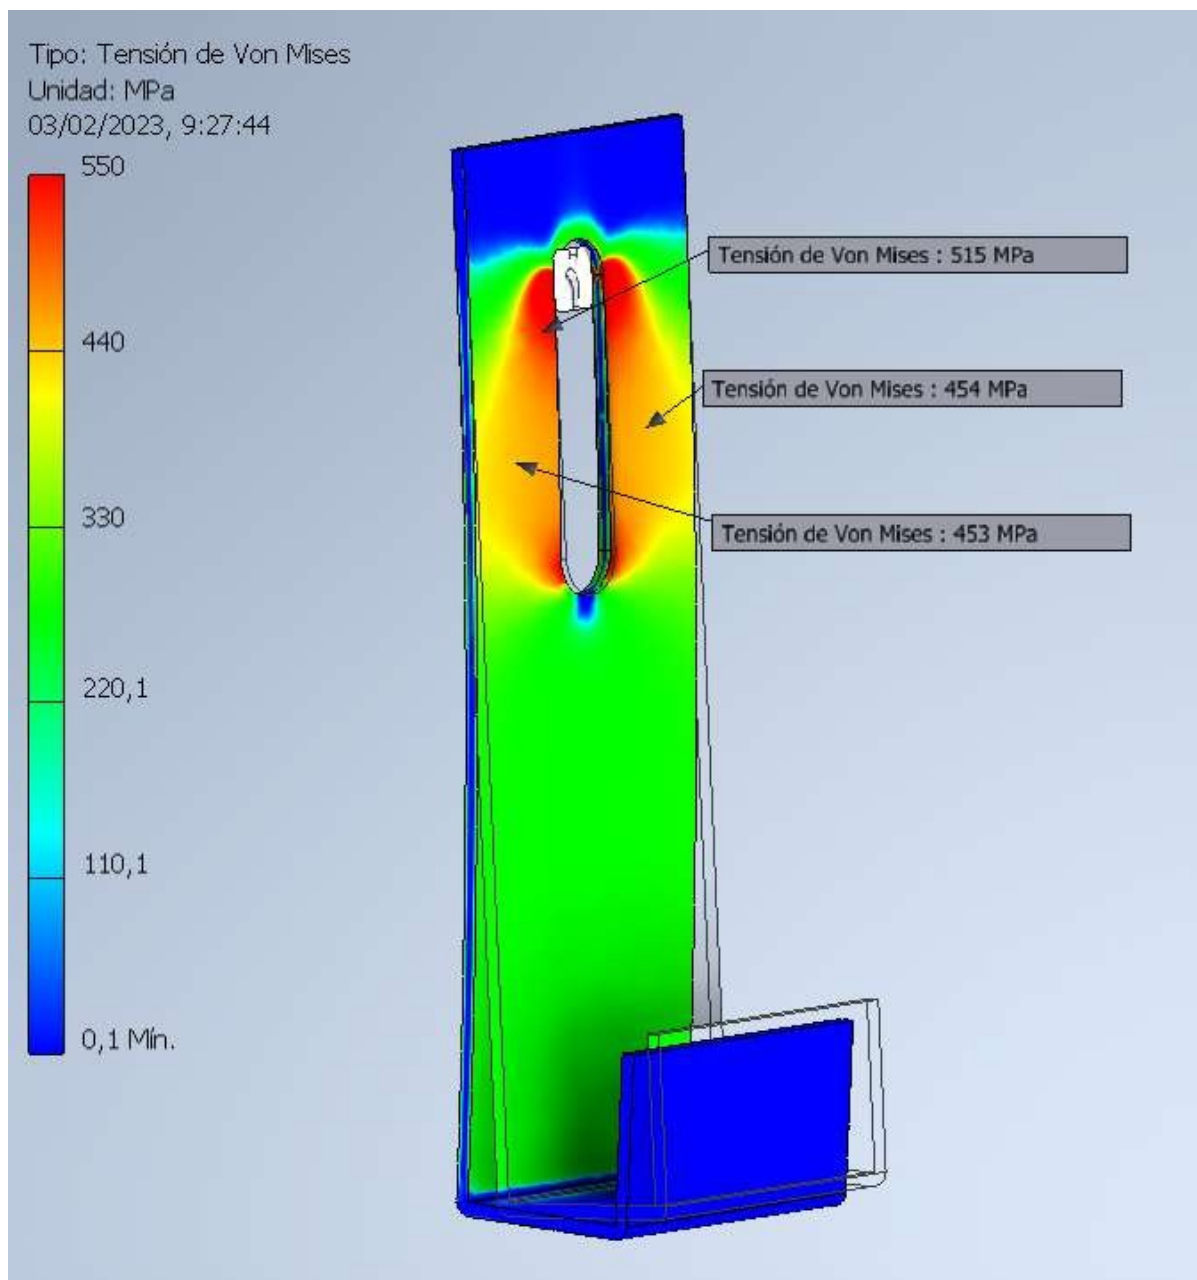 Tipo: Tensión de Von Mises
Unidad: MPa
03/02/2023, 9:27:44
550
440
330
220,1
110,1
0,1 Mín.
Tensión de Von Mises : 515 MPa
Tensión de Von Mises : 454 MPa
Tensión de Von Mises : 453 MPa